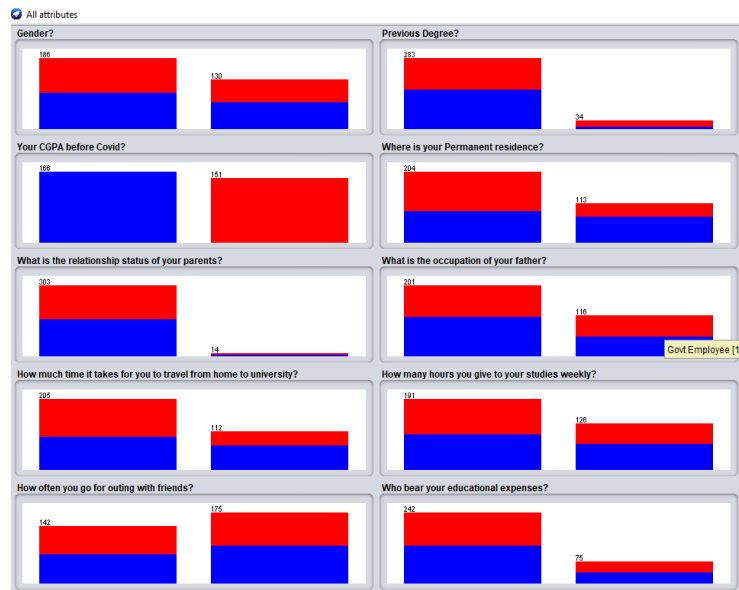 All attributes
Gender?
186
130
Previous Degree?
283
34
Your CGPA before Covid?
166
151
Where is your Permanent residence?
204
113
What is the relationship status of your parents?
303
14
What is the occupation of your father?
201
116
Govt Employee [1
How much time it takes for you to travel from home to university?
205
112
How many hours you give to your studies weekly?
191
126
How often you go for outing with friends?
142
175
Who bear your educational expenses?
242
75